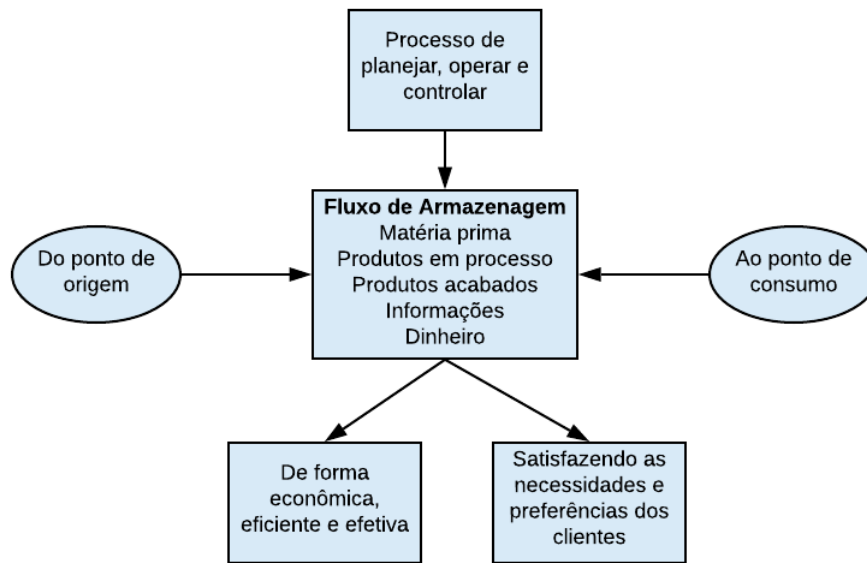 Processo de
planejar, operar e
controlar
Fluxo de Armazenagem
Matéria prima
Produtos em processo
Produtos acabados
Informações
Dinheiro
Do ponto de
origem
Ao ponto de
consumo
De forma
econômica,
eficiente e efetiva
Satisfazendo as
necessidades e
preferências dos
clientes